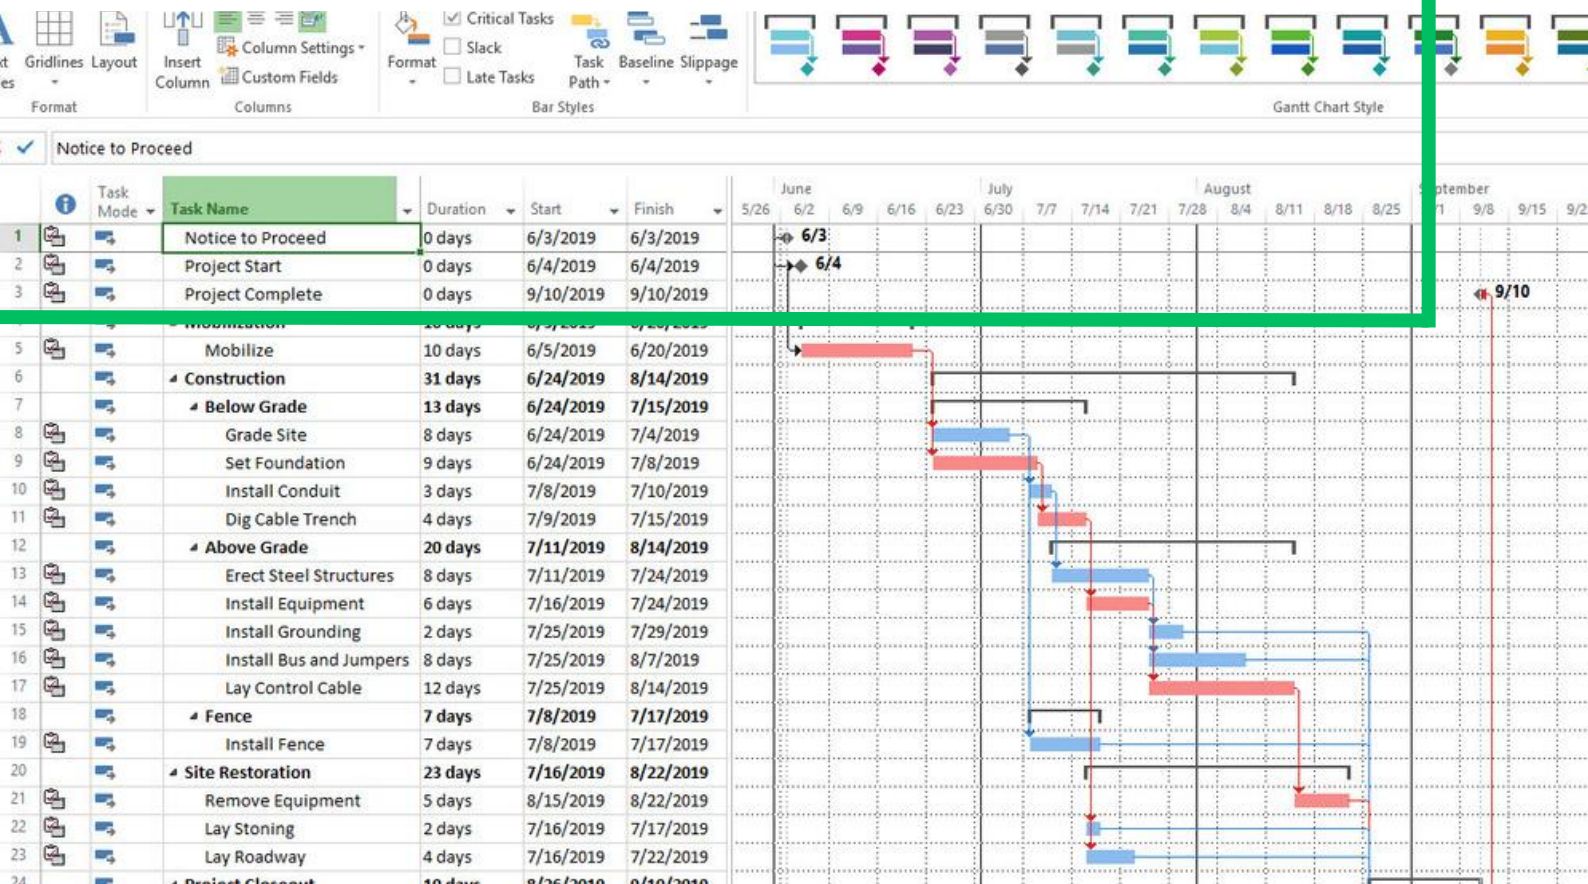 Critical Tasks
Column Settings
Slack
Gridlines Layout Insert Format Task Baseline Slippage
Column Custom Fields Late Tasks Path
Format Columns Bar Styles Gantt Chart Style
Notice to Proceed
Task Mode Task Name Duration Start Finish
June July August
5/26 6/2 6/9 6/16 6/23 6/30 7/7 7/14 7/21 7/28 8/4 8/11 8/18 8/25 9/8 9/15
1 Notice to Proceed 0 days 6/3/2019 6/3/2019 6/3
2 Project Start 0 days 6/4/2019 6/4/2019 6/4
3 Project Complete 0 days 9/10/2019 9/10/2019 9/10
5 Mobilize 10 days 6/5/2019 6/20/2019
6 Construction 31 days 6/24/2019 8/14/2019
7 Below Grade 13 days 6/24/2019 7/15/2019
8 Grade Site 8 days 6/24/2019 7/4/2019
9 Set Foundation 9 days 6/24/2019 7/8/2019
10 Install Conduit 3 days 7/8/2019 7/10/2019
11 Dig Cable Trench 4 days 7/9/2019 7/15/2019
12 Above Grade 20 days 7/11/2019 8/14/2019
13 Erect Steel Structures 8 days 7/11/2019 7/24/2019
14 Install Equipment 6 days 7/16/2019 7/24/2019
15 Install Grounding 2 days 7/25/2019 7/29/2019
16 Install Bus and Jumpers 8 days 7/25/2019 8/7/2019
17 Lay Control Cable 12 days 7/25/2019 8/14/2019
18 Fence 7 days 7/8/2019 7/17/2019
19 Install Fence 7 days 7/8/2019 7/17/2019
20 Site Restoration 23 days 7/16/2019 8/22/2019
21 Remove Equipment 5 days 8/15/2019 8/22/2019
22 Lay Stoning 2 days 7/16/2019 7/17/2019
23 Lay Roadway 4 days 7/16/2019 7/22/2019